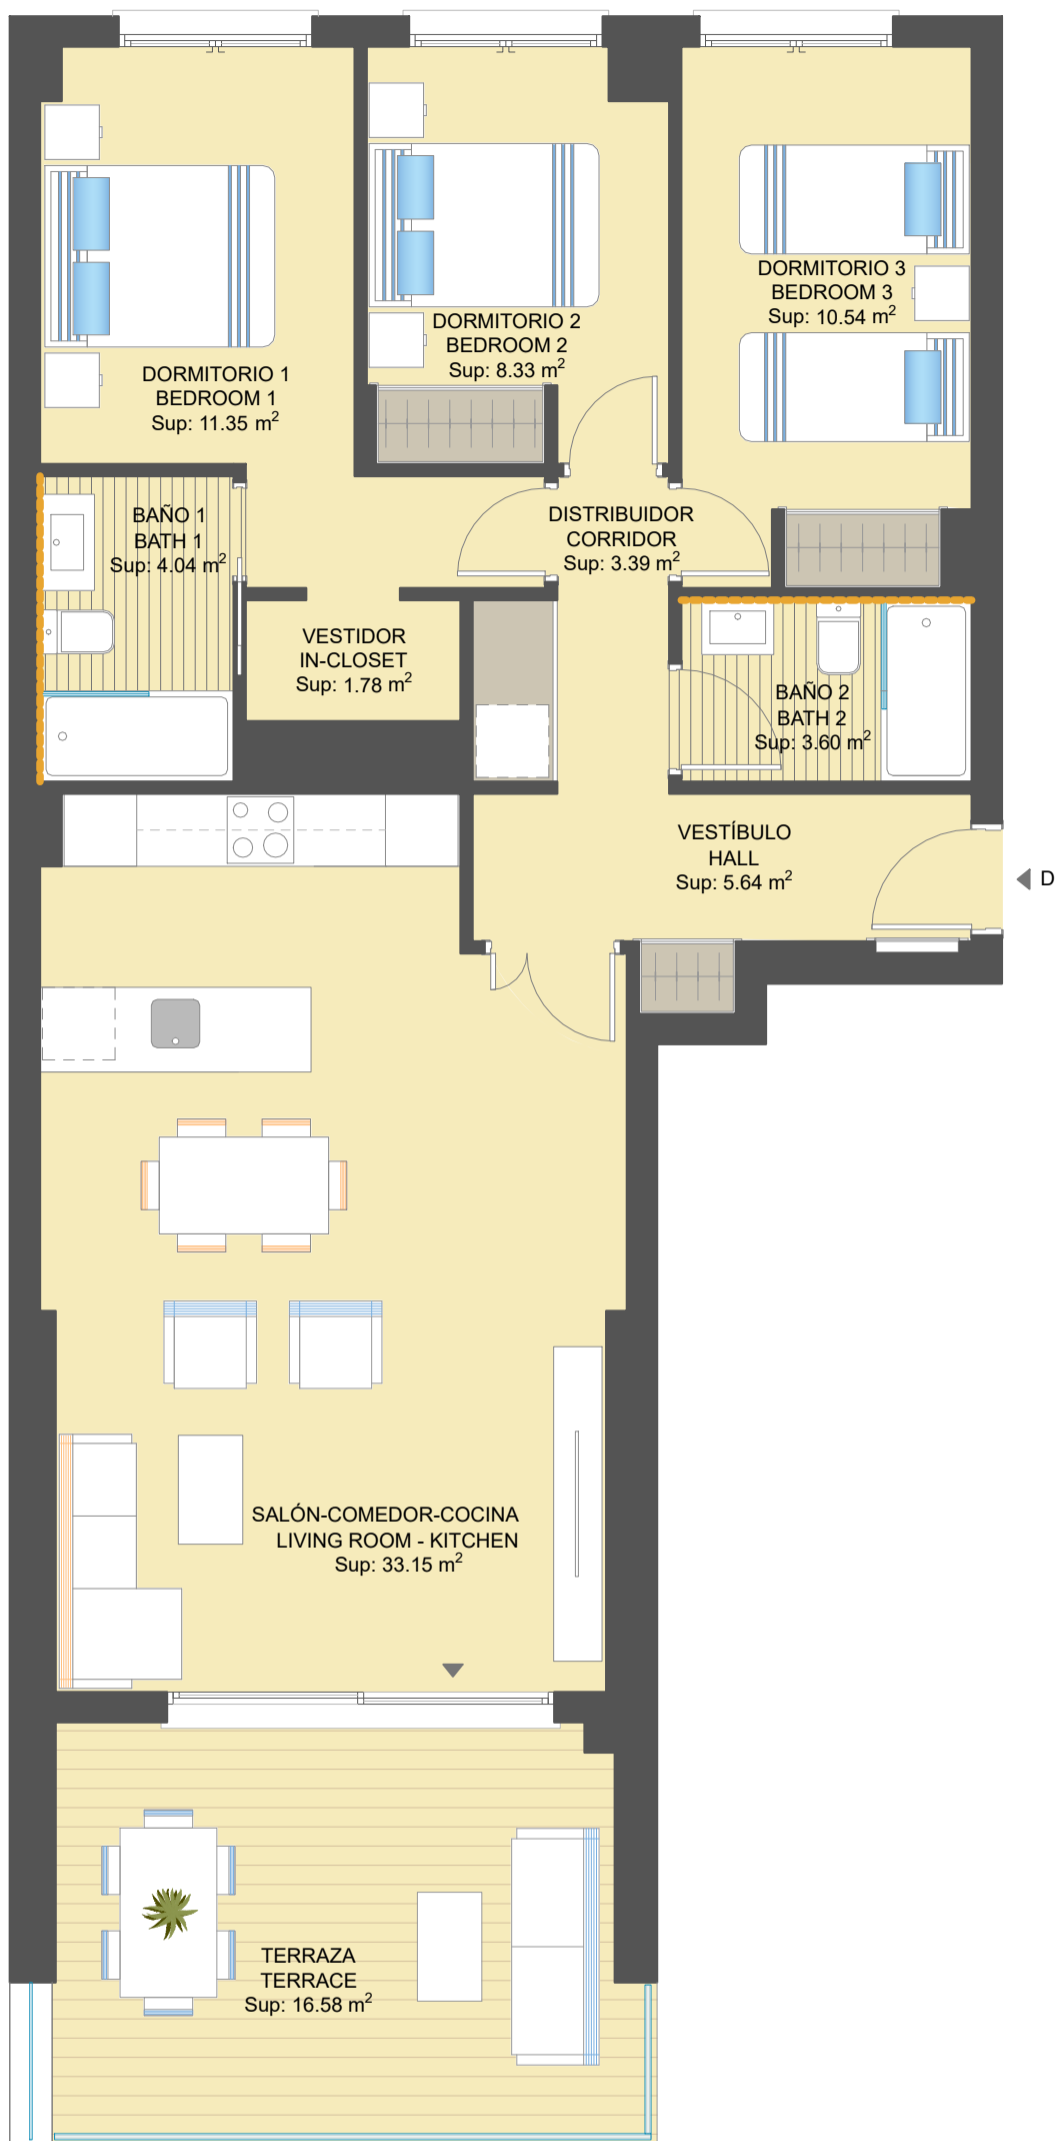 DORMITORIO 1
BEDROOM 1
Sup: 11.35 m²
DORMITORIO 2
BEDROOM 2
Sup: 8.33 m²
DORMITORIO 3
BEDROOM 3
Sup: 10.54 m²
BAÑO 1
BATH 1
Sup: 4.04 m²
DISTRIBUIDOR
CORRIDOR
Sup: 3.39 m²
VESTIDOR
IN-CLOSET
Sup: 1.78 m²
BAÑO 2
BATH 2
Sup: 3.60 m²
VESTÍBULO
HALL
Sup: 5.64 m²
D
SALÓN-COMEDOR-COCINA
LIVING ROOM - KITCHEN
Sup: 33.15 m²
TERRAZA
TERRACE
Sup: 16.58 m²